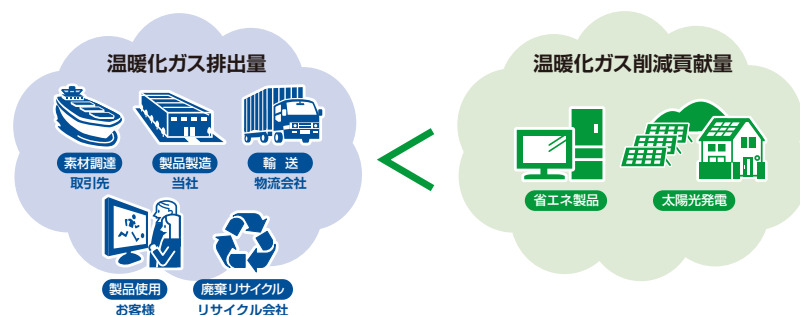 温暖化ガス排出量
素材調達
取引先
製品製造
当社
輸 送
物流会社
製品使用
お客様
廃棄リサイクル
リサイクル会社
<
温暖化ガス削減貢献量
省エネ製品
太陽光発電